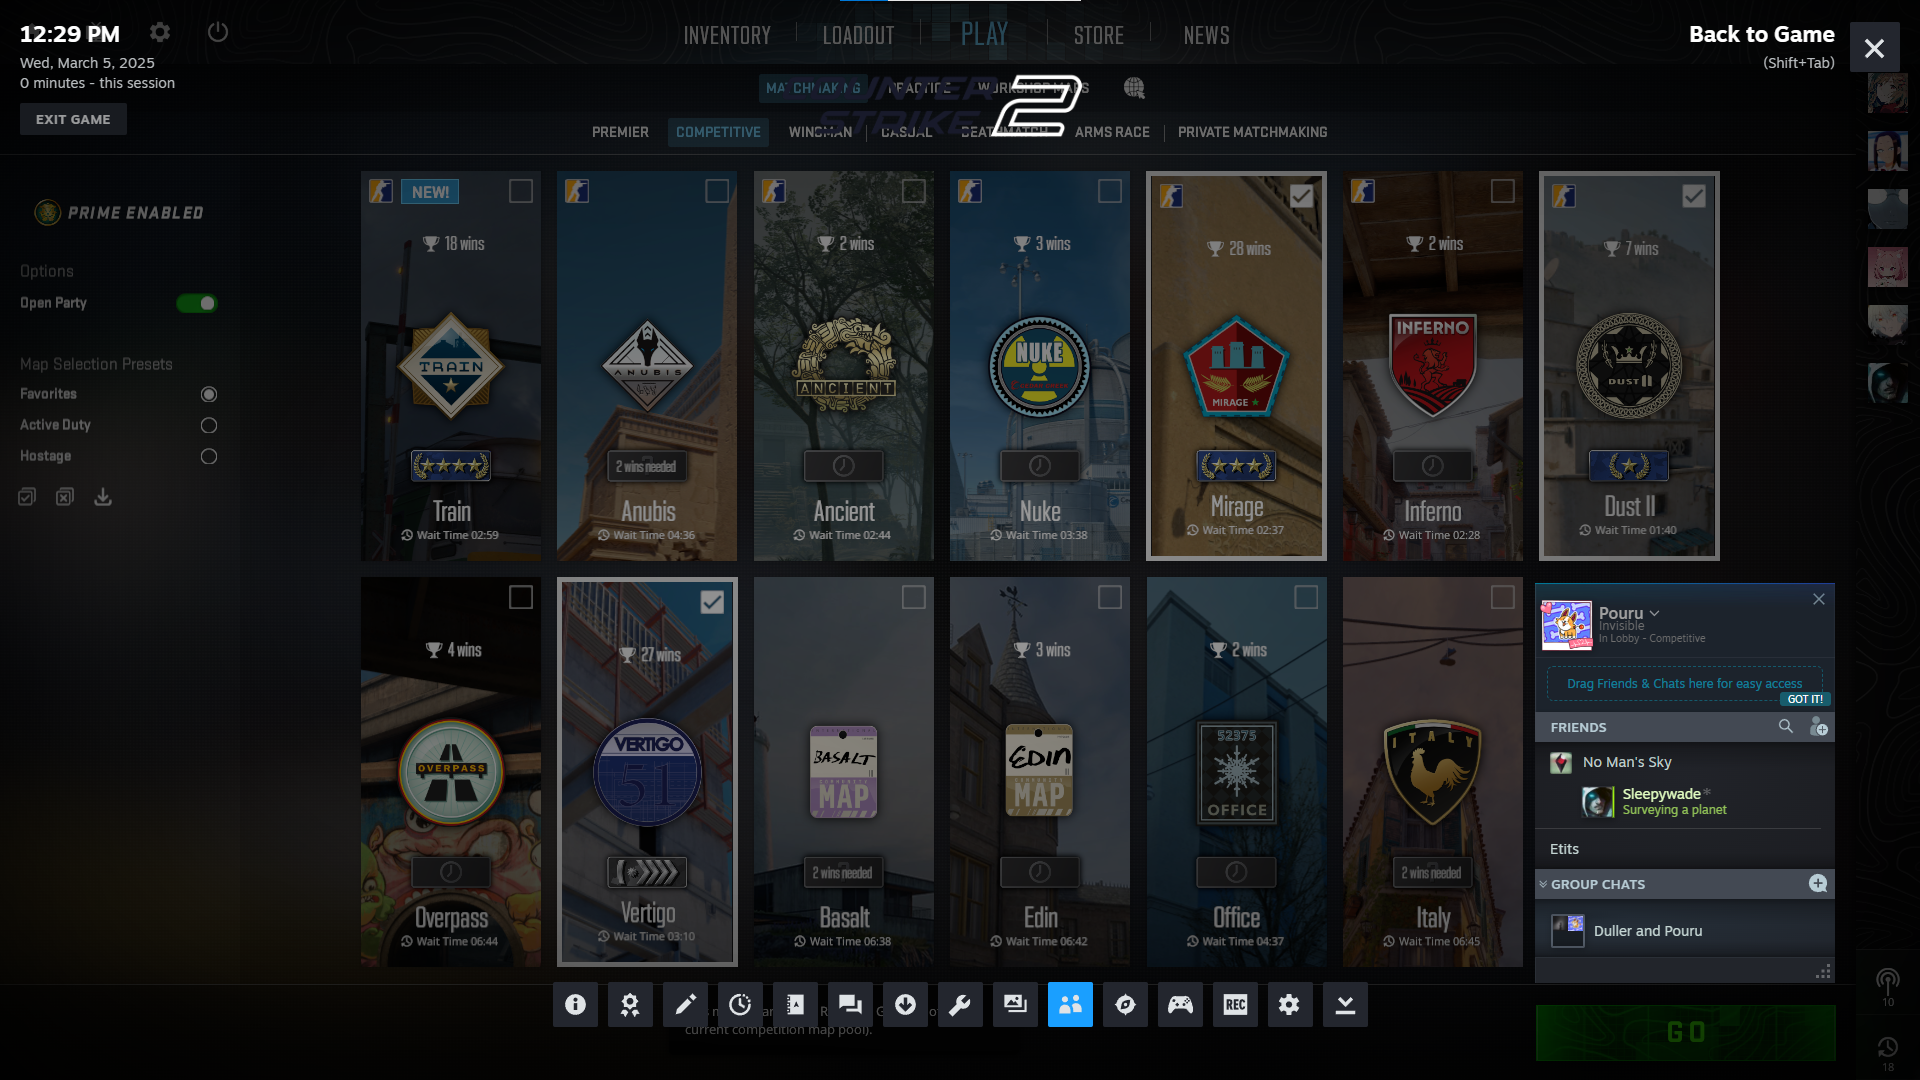 12:29 PM
Wed, March 5, 2025
0 minutes - this session
EXIT GAME
INVENTORY
LOADOUT
PLAY
STORE
NEWS
Back to Game
(Shift+Tab)
MATCHMAKING
PRACTICE
WORKSHOP MAPS
STRIKE 2
PREMIER
COMPETITIVE
WINGMAN
CASUAL
DEATHMATCH
ARMS RACE
PRIVATE MATCHMAKING
PRIME ENABLED
Options
Open Party
Map Selection Presets
Favorites
Active Duty
Hostage
NEW!
18 wins
TRAIN
Train
Wait Time 02:59
ANUBIS
2 wins needed
Anubis
Wait Time 04:36
2 wins
ANCIENT
Ancient
Wait Time 02:44
3 wins
NUKE
Nuke
Wait Time 03:38
28 wins
MIRAGE
Mirage
Wait Time 02:37
2 wins
INFERNO
Inferno
Wait Time 02:28
7 wins
DUST II
Dust II
Wait Time 01:40
4 wins
OVERPASS
Overpass
Wait Time 06:44
27 wins
VERTIGO
51
Vertigo
Wait Time 03:10
BASALT
COMMUNITY
MAP
2 wins needed
Basalt
Wait Time 06:38
3 wins
EDIN
COMMUNITY
MAP
Edin
Wait Time 06:42
2 wins
52375
OFFICE
Office
Wait Time 04:37
ITALY
2 wins needed
Italy
Wait Time 06:45
Pouru
Invisible
In Lobby - Competitive
Drag Friends & Chats here for easy access
GOT IT!
FRIENDS
No Man's Sky
Sleepywade*
Surveying a planet
Etits
GROUP CHATS
Duller and Pouru
REC
current competition map pool).
GO
10
18